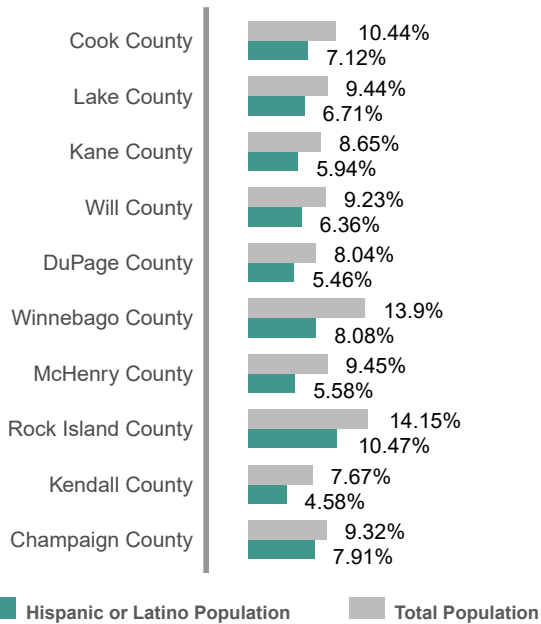 Cook County
10.44%
7.12%
Lake County
9.44%
6.71%
Kane County
8.65%
5.94%
Will County
9.23%
6.36%
DuPage County
8.04%
5.46%
Winnebago County
13.9%
8.08%
McHenry County
9.45%
5.58%
Rock Island County
14.15%
10.47%
Kendall County
7.67%
4.58%
Champaign County
9.32%
7.91%
Hispanic or Latino Population
Total Population